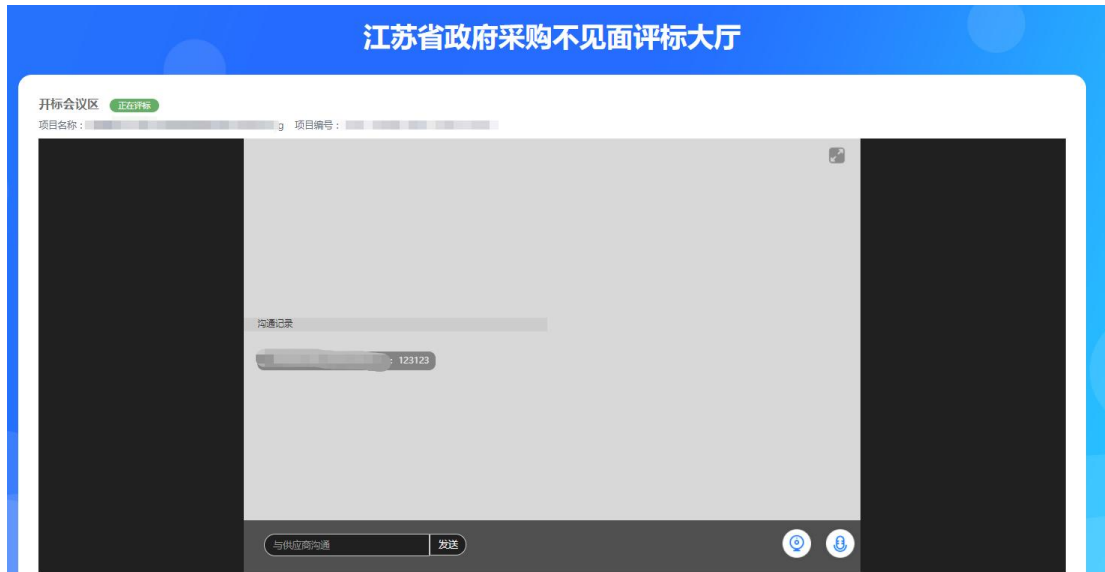 江苏省政府采购不见面评标大厅
开标会议区 正在评标
项目名称： g 项目编号：
沟通记录
：123123
与供应商沟通 发送